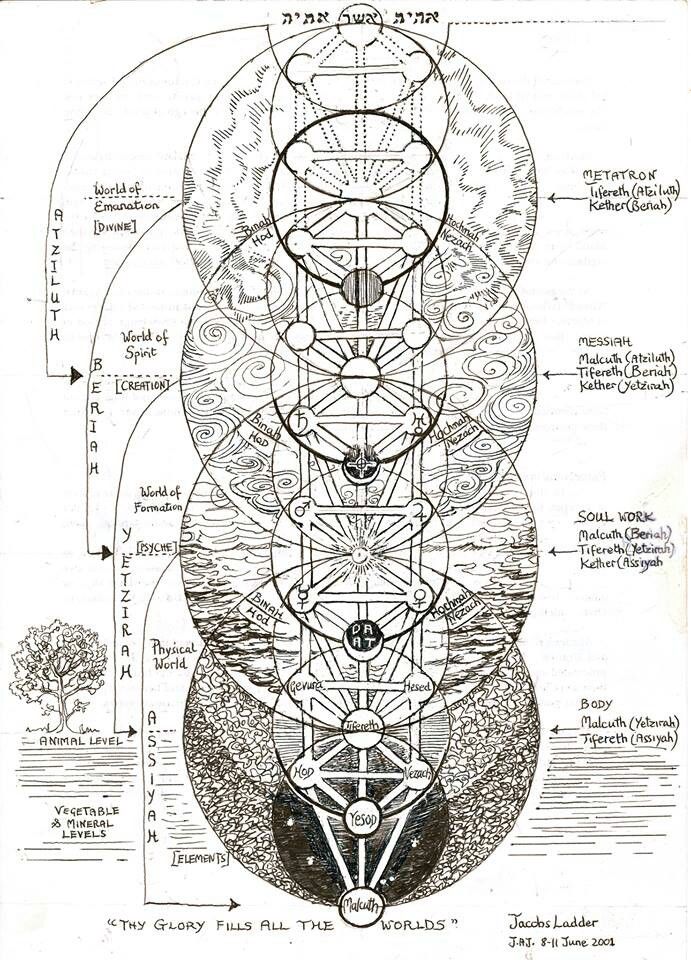 אהיה אשר אהיה
World of
Emanation
[DIVINE]
METATRON
Tifereth (Atziluth)
Kether (Beriah)
Binah
Hod
Hochmah
Nezach
ATZILUTH
World of
Spirit
[CREATION]
MESSIAH
Malcuth (Atziluth)
Tifereth (Beriah)
Kether (Yetzirah)
BERIAH
Binah
Hod
Hochmah
Nezach
World of
Formation
[PSYCHE]
SOUL WORK
Malcuth (Beriah)
Tifereth (Yetzirah)
Kether (Assiyah
YETZIRAH
Binah
Hod
Hochmah
Nezach
DA
AT
Physical
World
Gevura
Hesed
Tifereth
BODY
Malcuth (Yetzirah)
Tifereth (Assiyah)
ANIMAL LEVEL
ASSIYAH
HOD
Nezach
VEGETABLE
& MINERAL
LEVELS
Yesod
[ELEMENTS]
Malcuth
"THY GLORY FILLS ALL THE WORLDS"
Jacobs Ladder
J.A.J. 8-11 June 2001